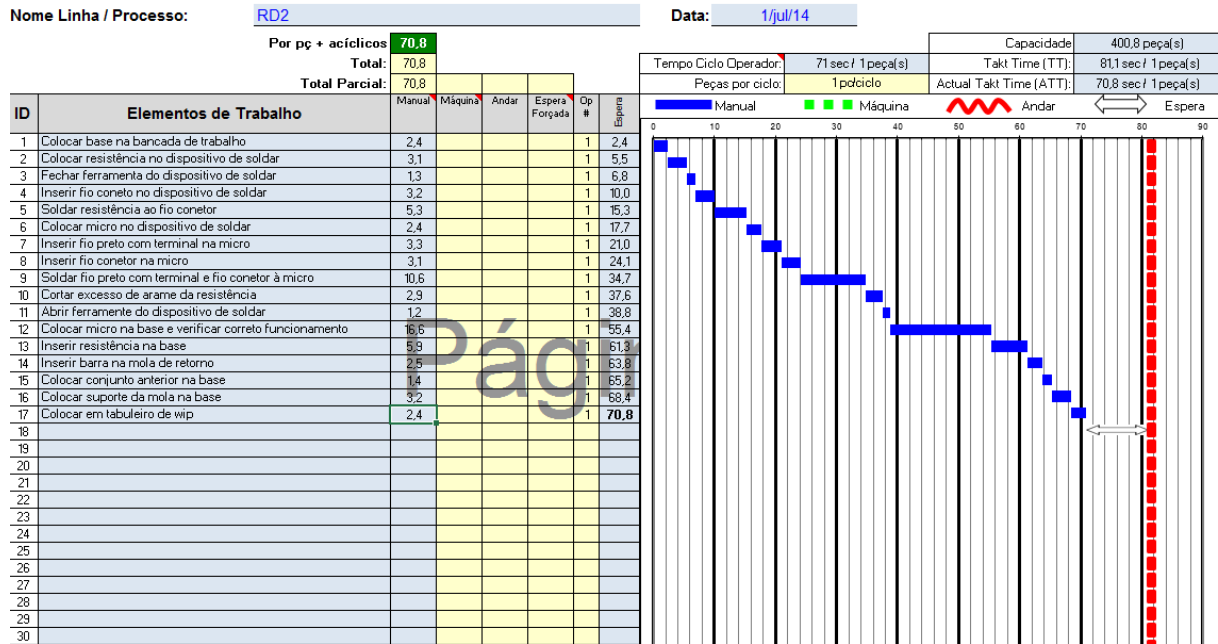 Nome Linha / Processo: RD2 Data: 1/jul/14
Por pç + acíclicos 70,8 Capacidade 400,8 peça(s)
Total: 70,8 Tempo Ciclo Operador: 71 sec / 1 peça(s) Takt Time (TT): 81,1 sec / 1 peça(s)
Total Parcial: 70,8 Peças por ciclo: 1 pc/ciclo Actual Takt Time (ATT): 70,8 sec / 1 peça(s)
ID Elementos de Trabalho Manual Máquina Andar Espera Forçada Op # Espera Manual Máquina Andar Espera
0 10 20 30 40 50 60 70 80 90
1 Colocar base na bancada de trabalho 2,4 1 2,4
2 Colocar resistência no dispositivo de soldar 3,1 1 5,5
3 Fechar ferramenta do dispositivo de soldar 1,3 1 6,8
4 Inserir fio coneto no dispositivo de soldar 3,2 1 10,0
5 Soldar resistência ao fio conetor 5,3 1 15,3
6 Colocar micro no dispositivo de soldar 2,4 1 17,7
7 Inserir fio preto com terminal na micro 3,3 1 21,0
8 Inserir fio conetor na micro 3,1 1 24,1
9 Soldar fio preto com terminal e fio conetor à micro 10,6 1 34,7
10 Cortar excesso de arame da resistência 2,9 1 37,6
11 Abrir ferramente do dispositivo de soldar 1,2 1 38,8
12 Colocar micro na base e verificar correto funcionamento 16,6 1 55,4
13 Inserir resistência na base 5,9 1 61,3
14 Inserir barra na mola de retorno 2,5 1 63,8
15 Colocar conjunto anterior na base 1,4 1 65,2
16 Colocar suporte da mola na base 3,2 1 68,4
17 Colocar em tabuleiro de wip 2,4 1 70,8
18
19
20
21
22
23
24
25
26
27
28
29
30